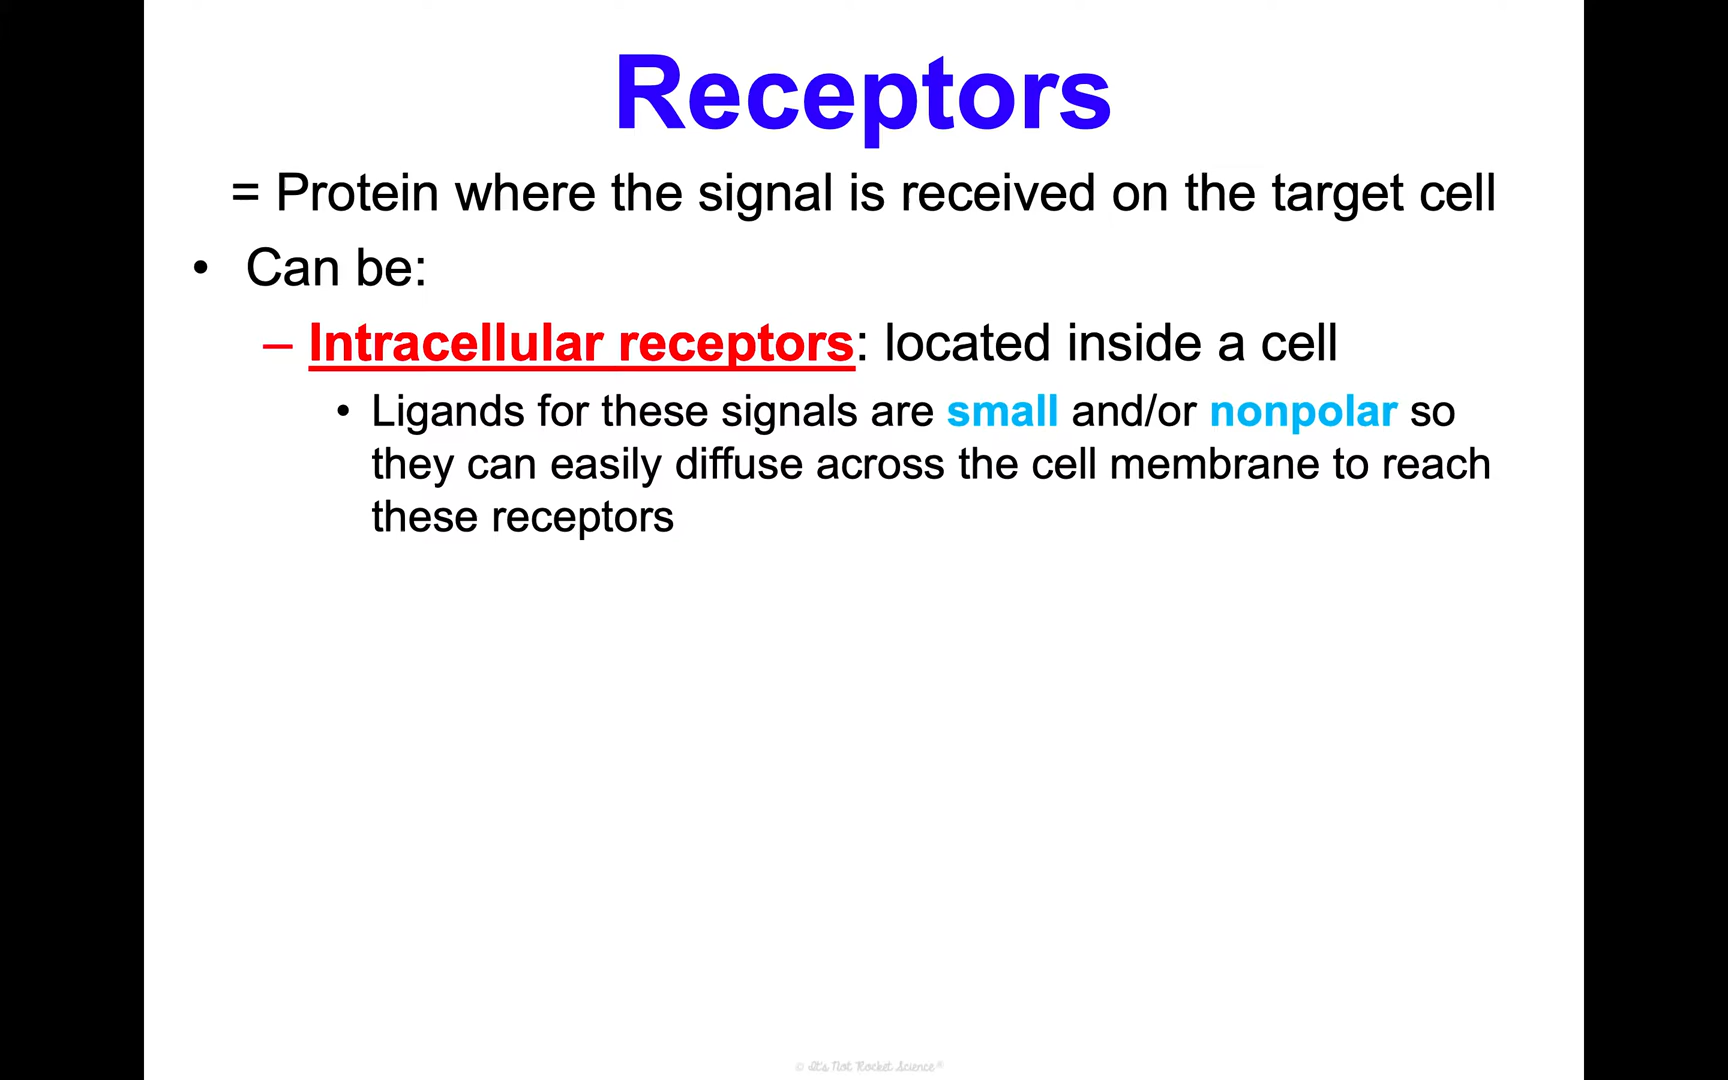 Receptors
= Protein where the signal is received on the target cell
• Can be:
– Intracellular receptors: located inside a cell
• Ligands for these signals are small and/or nonpolar so
they can easily diffuse across the cell membrane to reach
these receptors
© It's Not Rocket Science®